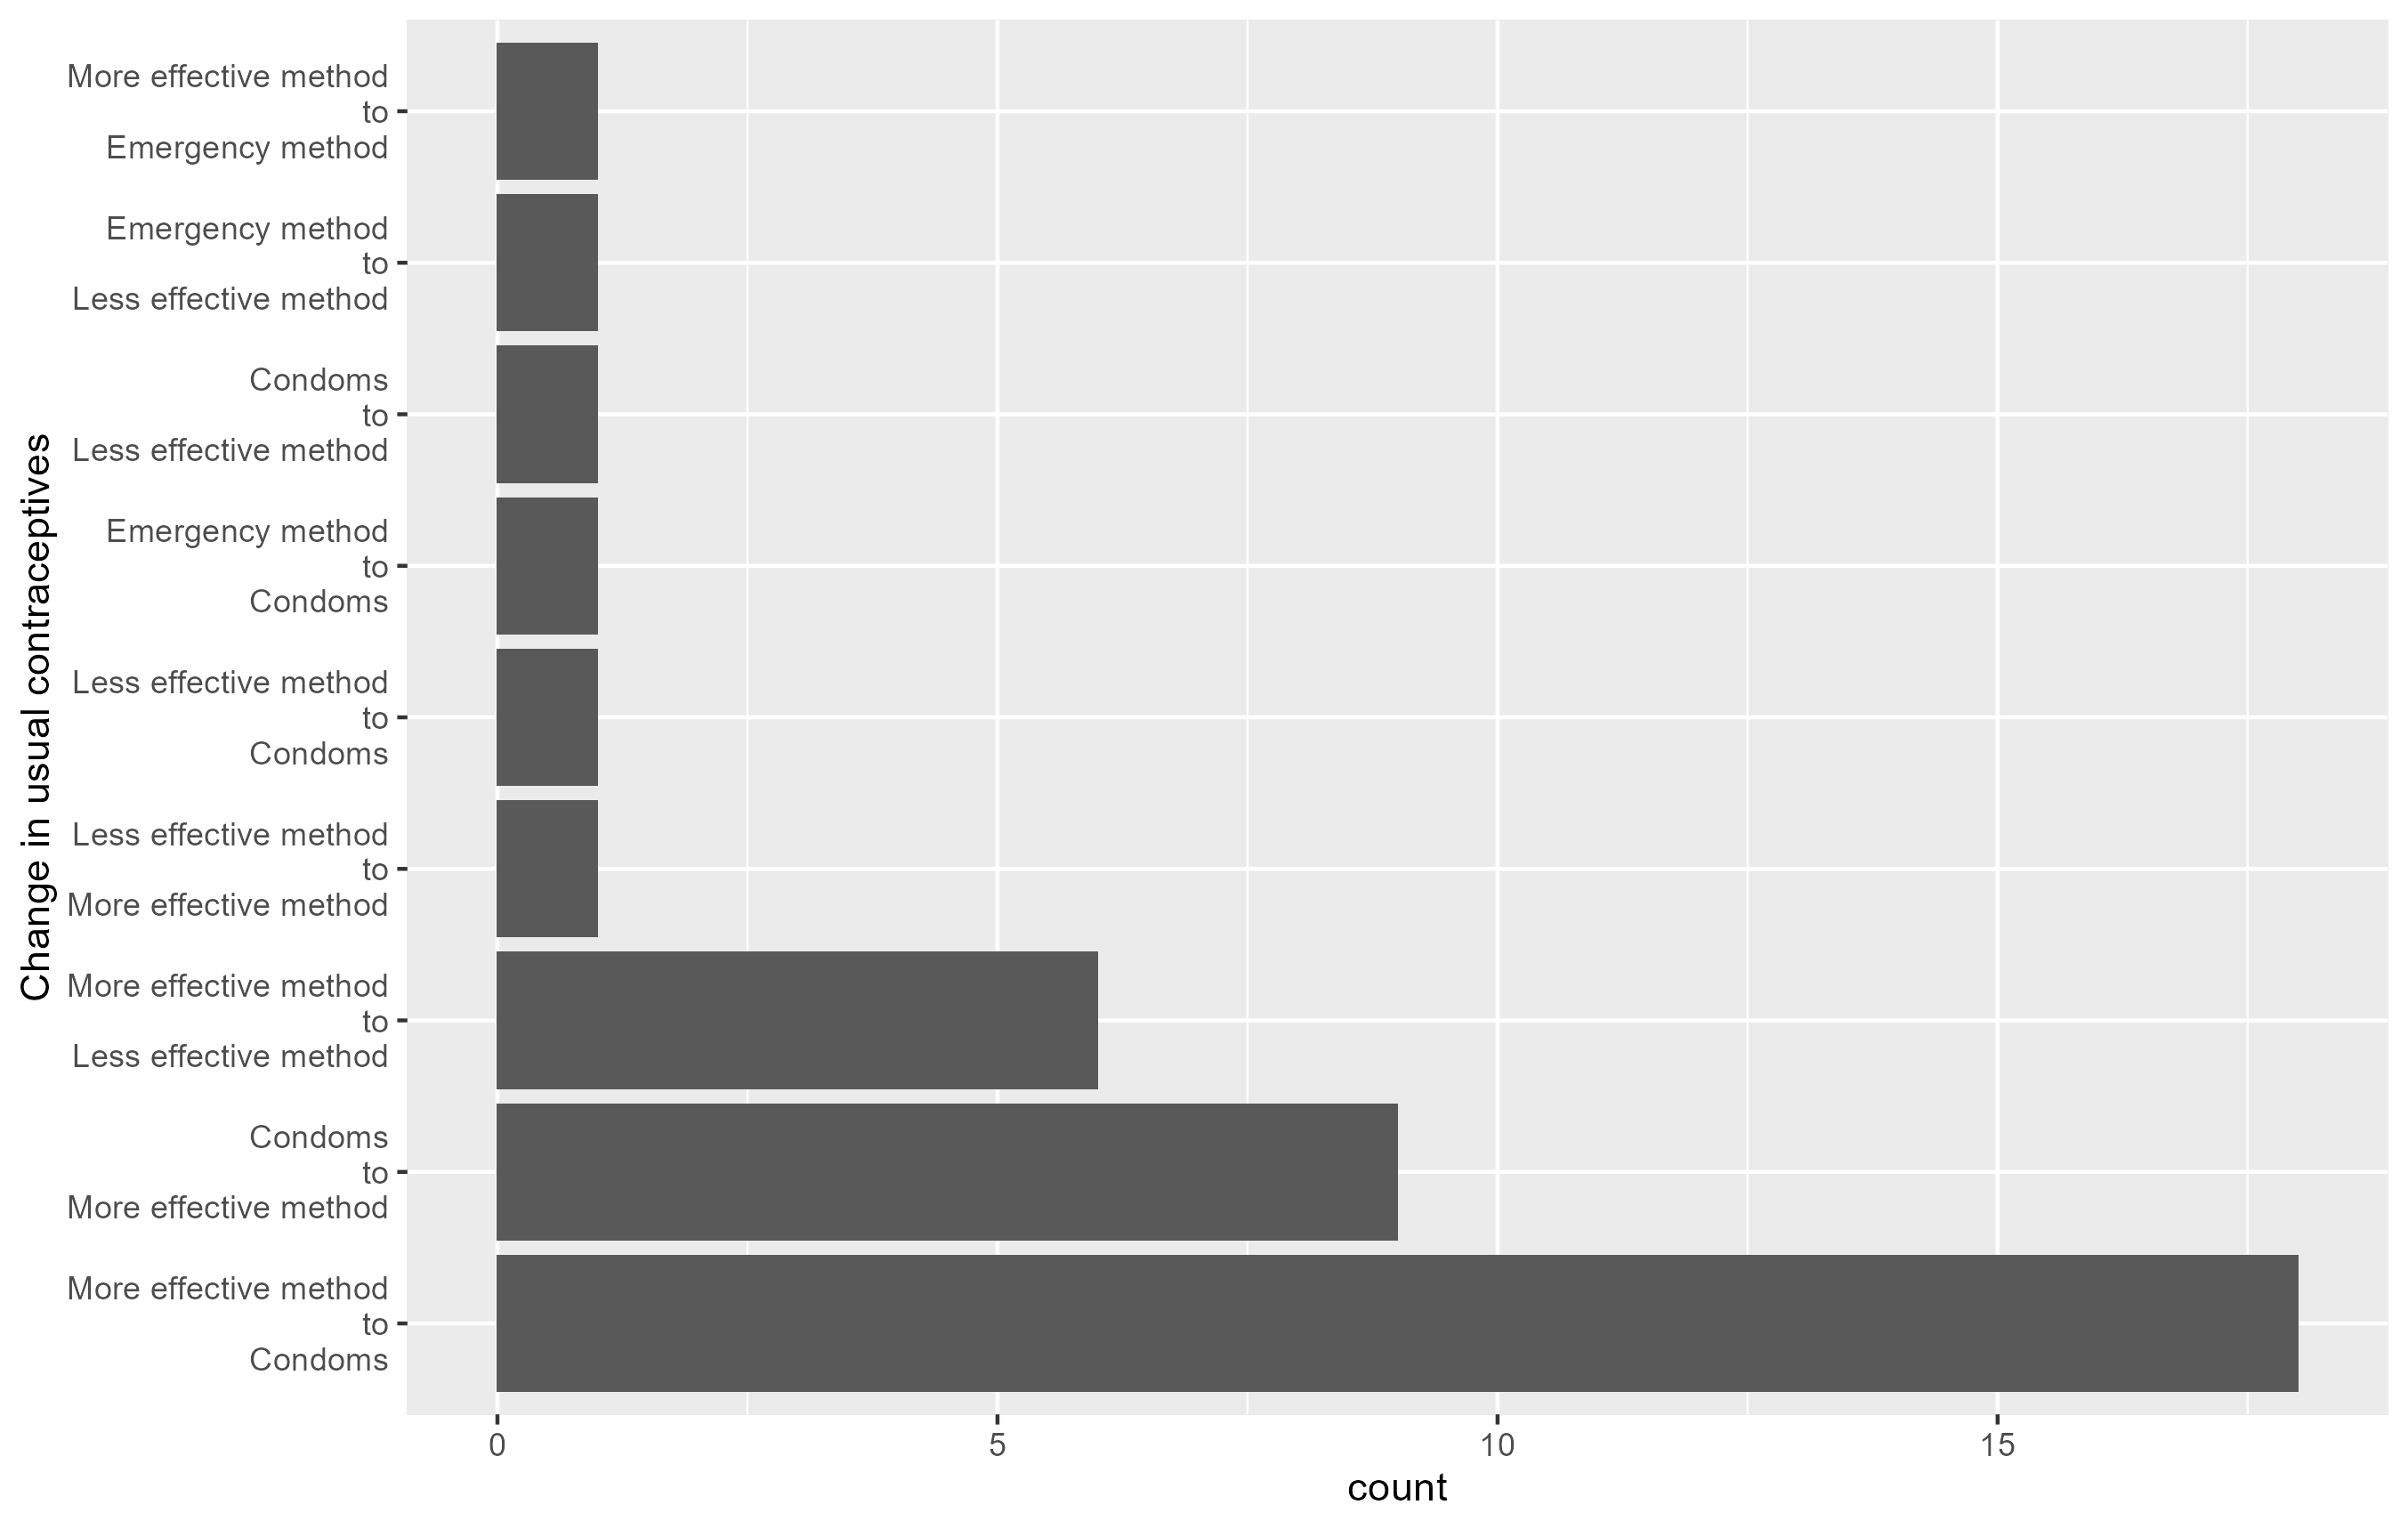 Change in usual contraceptives
More effective method
to
Emergency method
Emergency method
to
Less effective method
Condoms
to
Less effective method
Emergency method
to
Condoms
Less effective method
to
Condoms
Less effective method
to
More effective method
More effective method
to
Less effective method
Condoms
to
More effective method
More effective method
to
Condoms
0 5 10 15
count